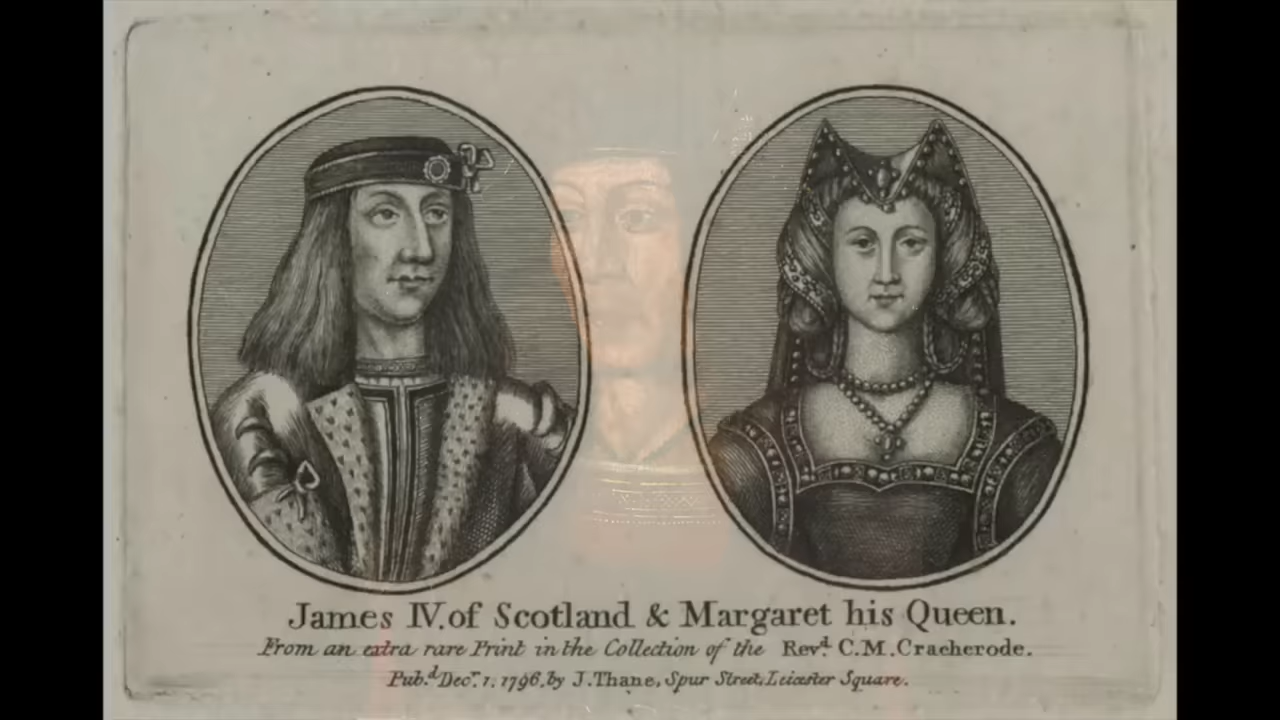 James IV. of Scotland & Margaret his Queen.
From an extra rare Print in the Collection of the Revd. C.M. Cracherode.
Pub.d Decr. 1. 1796, by J. Thane, Spur Street, Leicester Square.